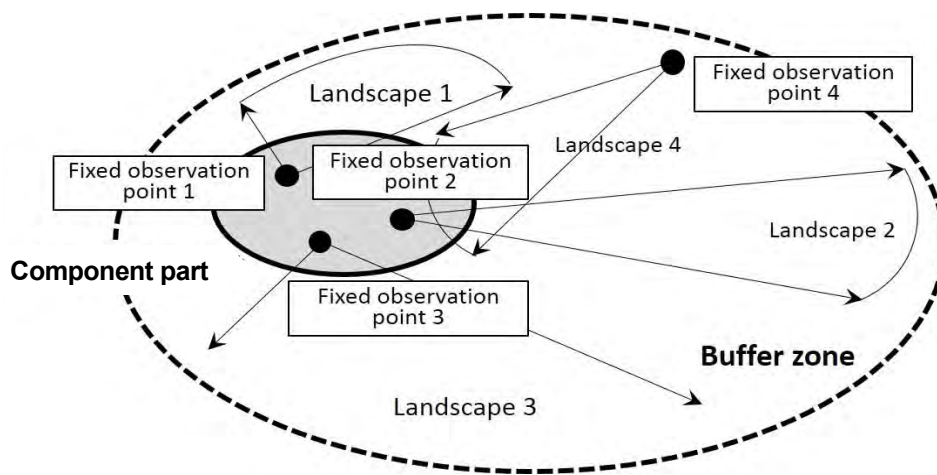 Landscape 1
Fixed observation
point 4
Landscape 4
Fixed observation
point 1
Fixed observation
point 2
Landscape 2
Component part
Fixed observation
point 3
Buffer zone
Landscape 3